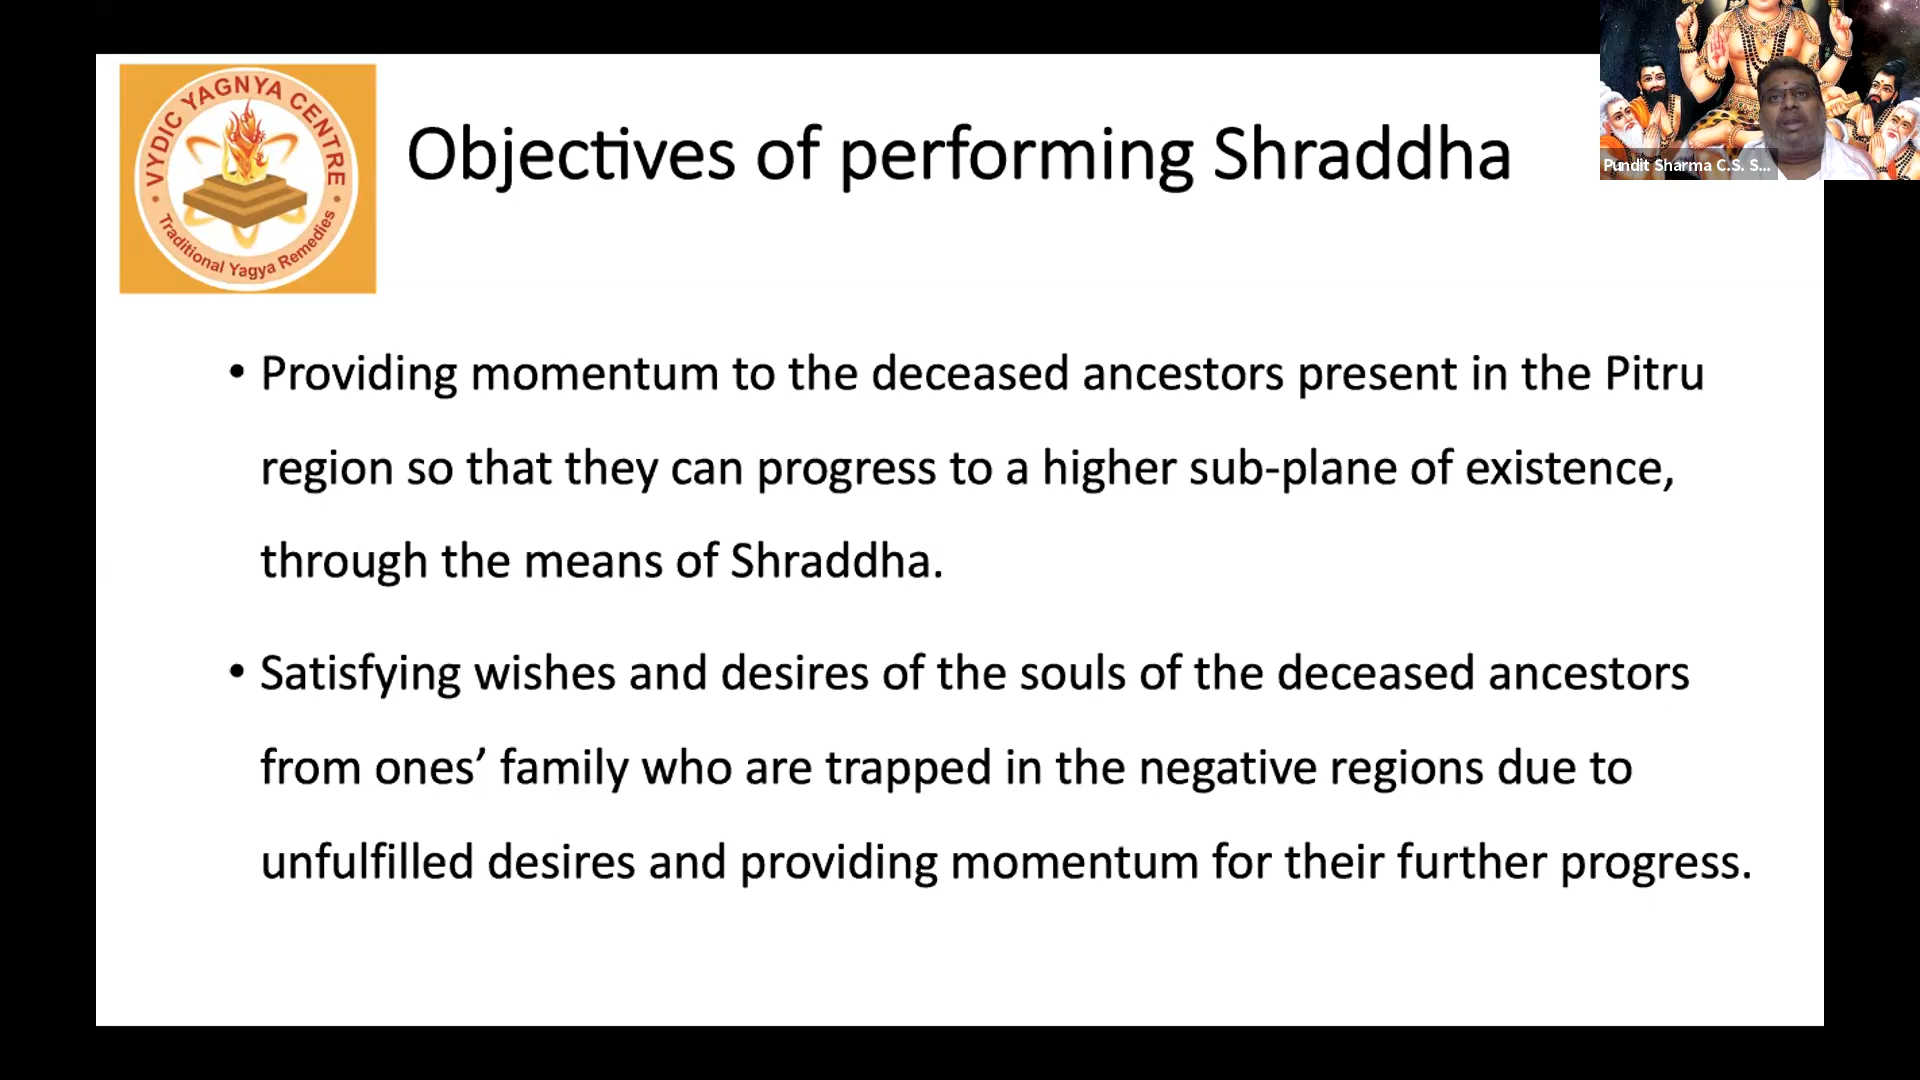 VYDIC YAGNYA CENTRE
Traditional Yagya Remedies
Objectives of performing Shraddha
Pundit Sharma C.S. S...
• Providing momentum to the deceased ancestors present in the Pitru
region so that they can progress to a higher sub-plane of existence,
through the means of Shraddha.
• Satisfying wishes and desires of the souls of the deceased ancestors
from ones’ family who are trapped in the negative regions due to
unfulfilled desires and providing momentum for their further progress.